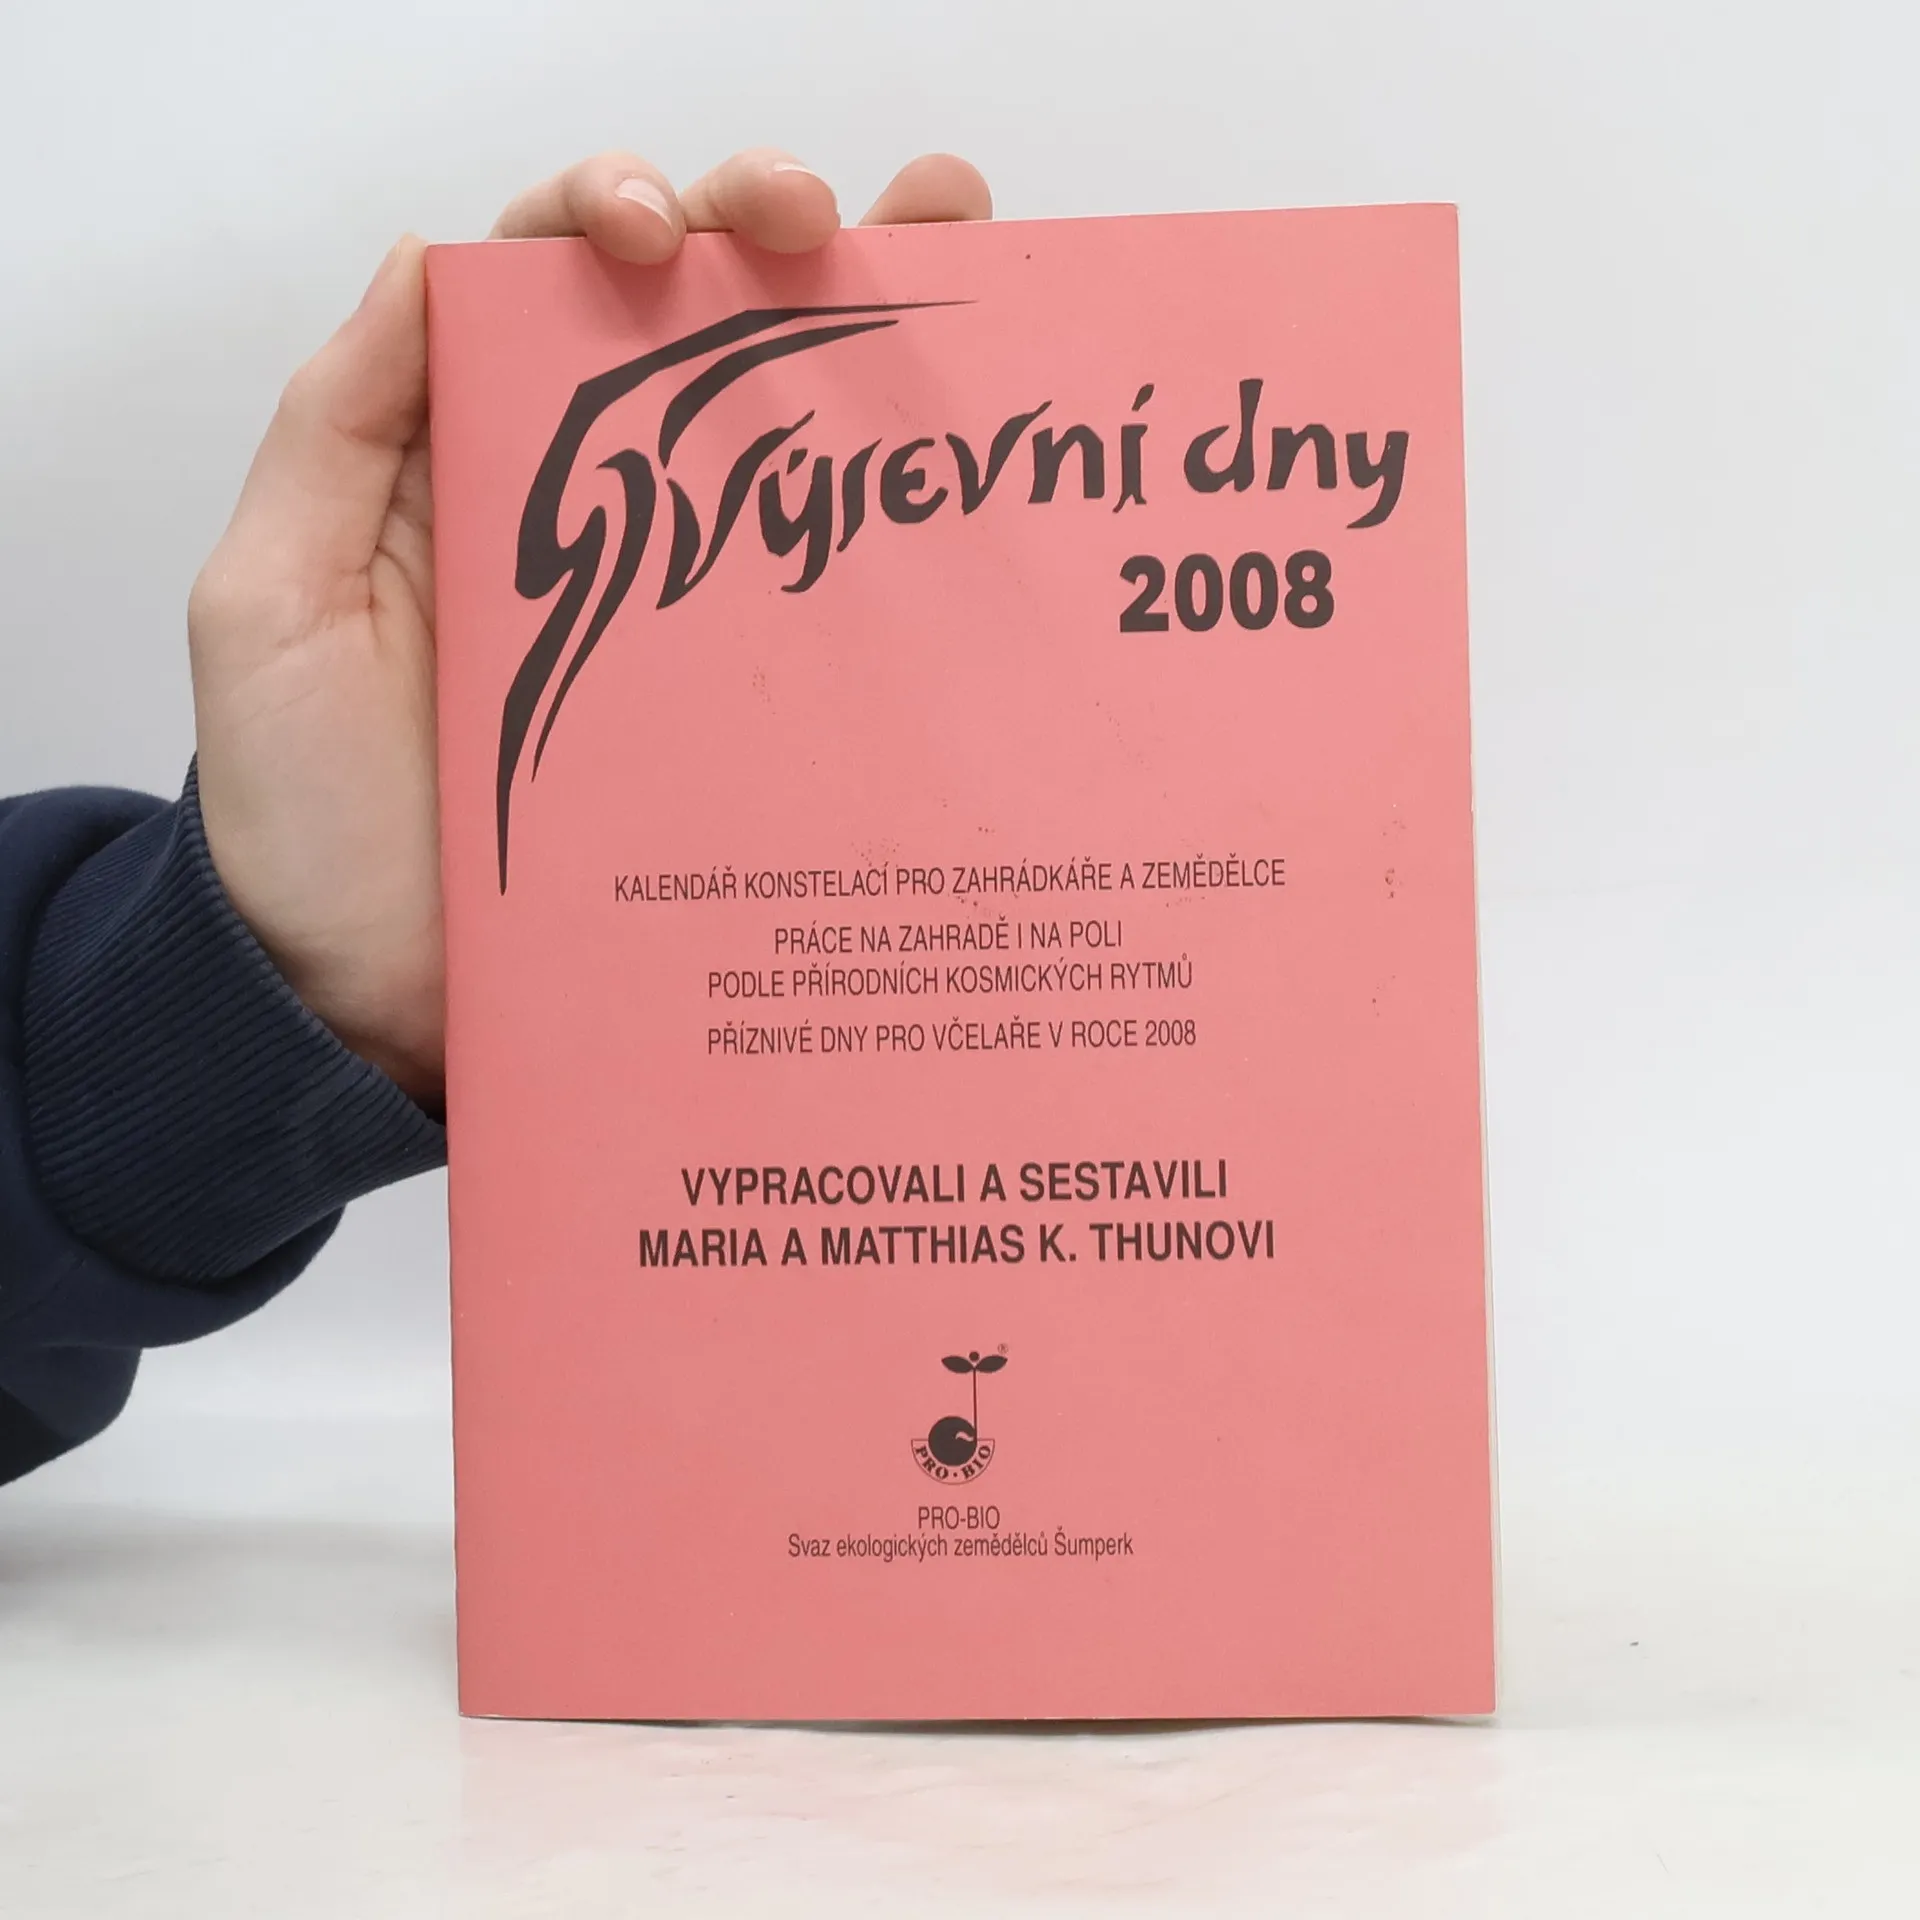 Výsevní dny
2008
KALENDÁŘ KONSTELACÍ PRO ZAHRÁDKÁŘE A ZEMĚDĚLCE
PRÁCE NA ZAHRADĚ I NA POLI
PODLE PŘÍRODNÍCH KOSMICKÝCH RYTMŮ
PŘÍZNIVÉ DNY PRO VČELAŘE V ROCE 2008
VYPRACOVALI A SESTAVILI
MARIA A MATTHIAS K. THUNOVI
®
PRO·BIO
PRO-BIO
Svaz ekologických zemědělců Šumperk